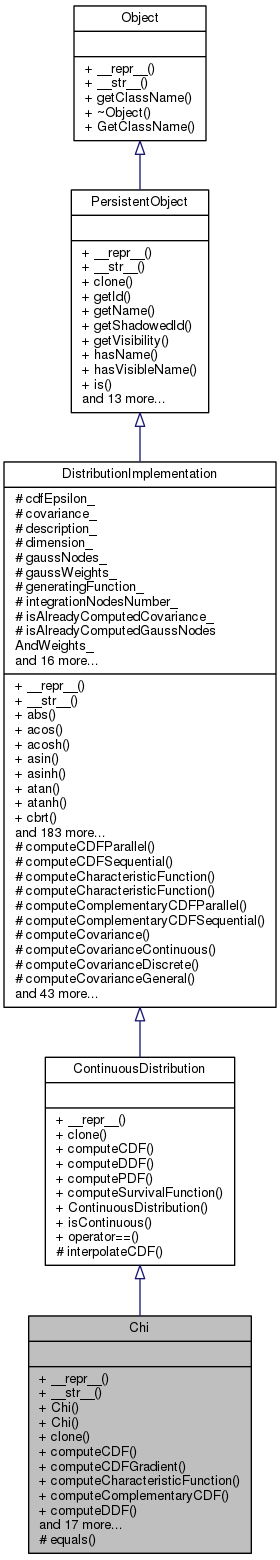 Object
+ __repr__()
+ __str__()
+ getClassName()
+ ~Object()
+ GetClassName()
PersistentObject
+ __repr__()
+ __str__()
+ clone()
+ getId()
+ getName()
+ getShadowedId()
+ getVisibility()
+ hasName()
+ hasVisibleName()
+ is()
and 13 more...
DistributionImplementation
# cdfEpsilon_
# covariance_
# description_
# dimension_
# gaussNodes_
# gaussWeights_
# generatingFunction_
# integrationNodesNumber_
# isAlreadyComputedCovariance_
# isAlreadyComputedGaussNodes
AndWeights_
and 16 more...
+ __repr__()
+ __str__()
+ abs()
+ acos()
+ acosh()
+ asin()
+ asinh()
+ atan()
+ atanh()
+ cbrt()
and 183 more...
# computeCDFParallel()
# computeCDFSequential()
# computeCharacteristicFunction()
# computeCharacteristicFunction()
# computeComplementaryCDFParallel()
# computeComplementaryCDFSequential()
# computeCovariance()
# computeCovarianceContinuous()
# computeCovarianceDiscrete()
# computeCovarianceGeneral()
and 43 more...
ContinuousDistribution
+ __repr__()
+ clone()
+ computeCDF()
+ computeDDF()
+ computePDF()
+ computeSurvivalFunction()
+ ContinuousDistribution()
+ isContinuous()
+ operator==()
# interpolateCDF()
Chi
+ __repr__()
+ __str__()
+ Chi()
+ Chi()
+ clone()
+ computeCDF()
+ computeCDFGradient()
+ computeCharacteristicFunction()
+ computeComplementaryCDF()
+ computeDDF()
and 17 more...
# equals()